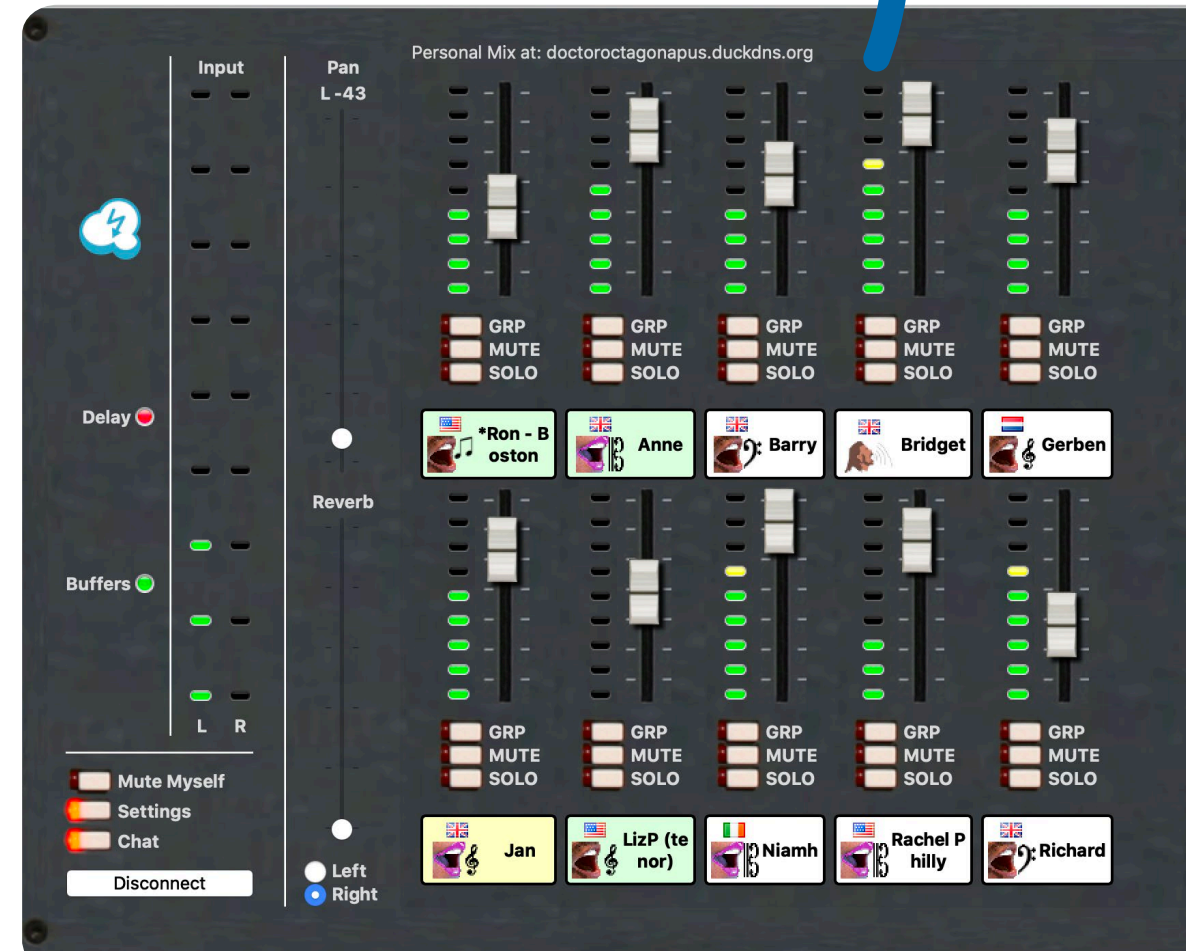 Personal Mix at: doctoroctagonapus.duckdns.org
Input
Pan
L -43
GRP GRP GRP GRP GRP
MUTE MUTE MUTE MUTE MUTE
SOLO SOLO SOLO SOLO SOLO
Delay
*Ron - B
oston
Anne
Barry
Bridget
Gerben
Reverb
Buffers
L R
GRP GRP GRP GRP GRP
MUTE MUTE MUTE MUTE MUTE
SOLO SOLO SOLO SOLO SOLO
Mute Myself
Settings
Chat
Disconnect
Left
Right
Jan
LizP (te
nor)
Niamh
Rachel P
hilly
Richard